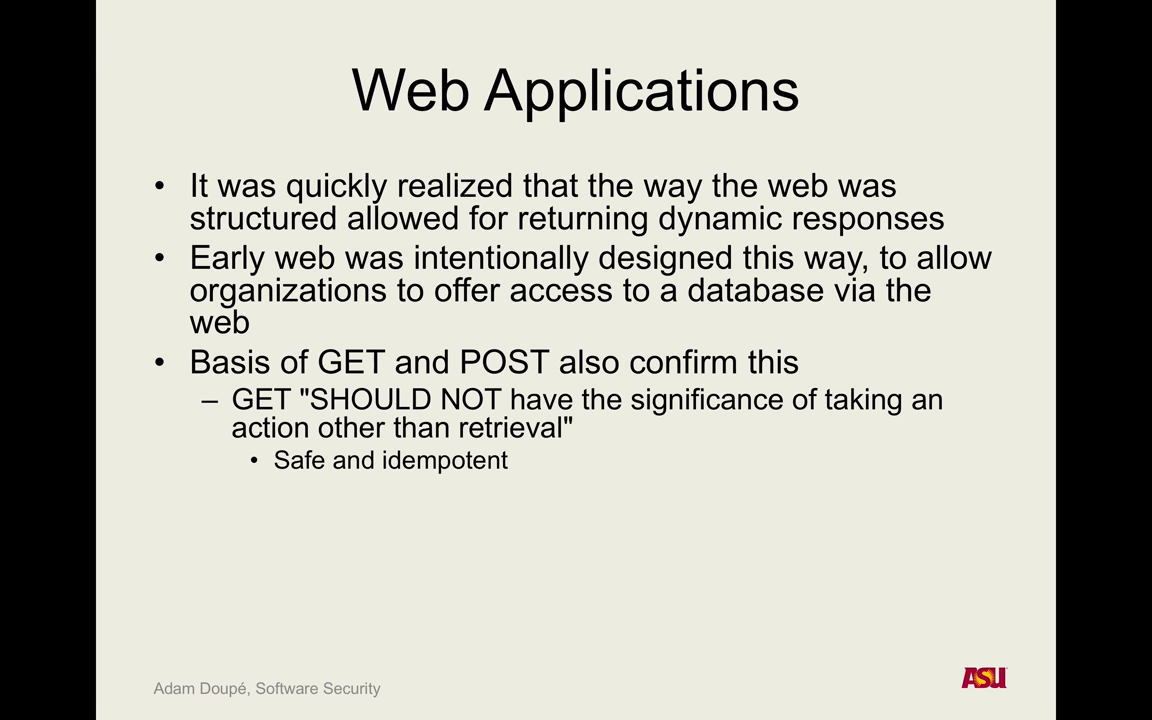 Web Applications
• It was quickly realized that the way the web was
structured allowed for returning dynamic responses
• Early web was intentionally designed this way, to allow
organizations to offer access to a database via the
web
• Basis of GET and POST also confirm this
– GET "SHOULD NOT have the significance of taking an
action other than retrieval"
• Safe and idempotent
Adam Doupé, Software Security
ASU